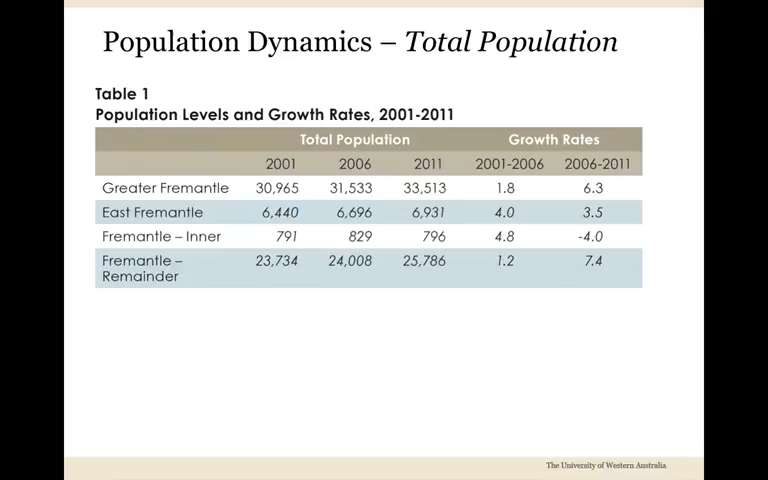 Population Dynamics – Total Population
Table 1
Population Levels and Growth Rates, 2001-2011
Total Population Growth Rates
2001 2006 2011 2001-2006 2006-2011
Greater Fremantle 30,965 31,533 33,513 1.8 6.3
East Fremantle 6,440 6,696 6,931 4.0 3.5
Fremantle – Inner 791 829 796 4.8 -4.0
Fremantle – 23,734 24,008 25,786 1.2 7.4
Remainder
The University of Western Australia